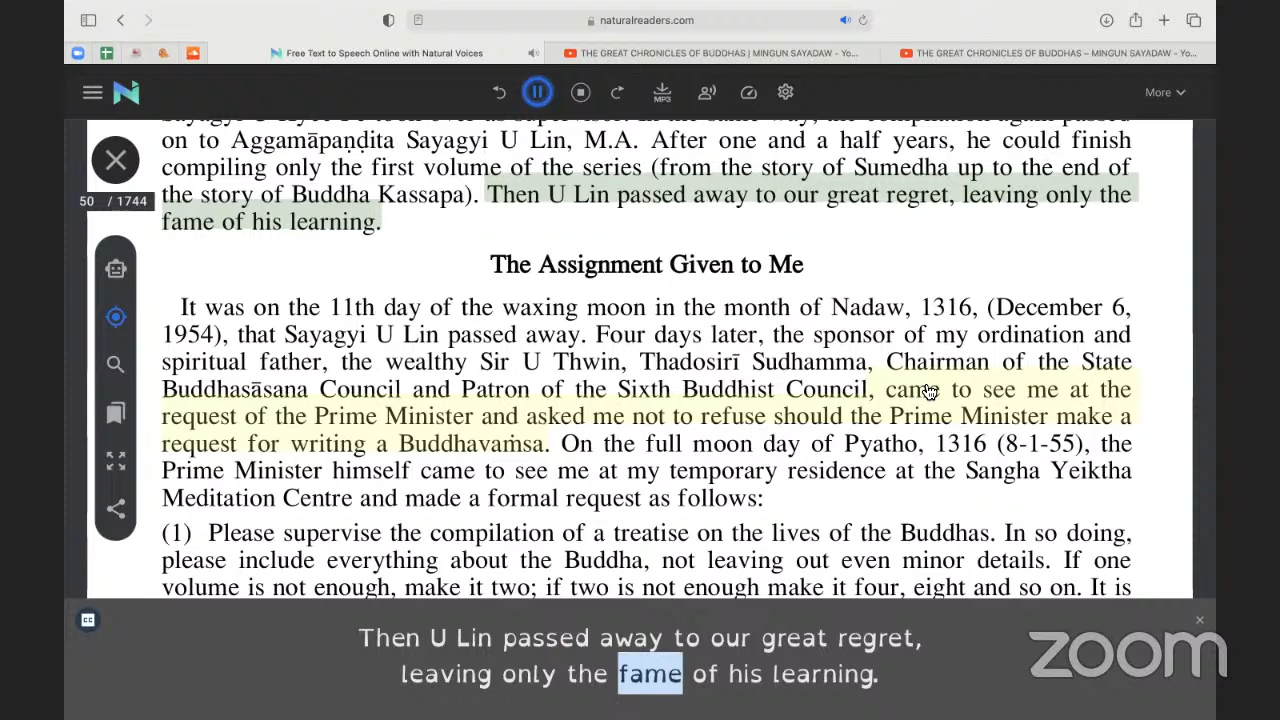 naturalreaders.com
Free Text to Speech Online with Natural Voices
THE GREAT CHRONICLES OF BUDDHAS | MINGUN SAYADAW - Yo...
THE GREAT CHRONICLES OF BUDDHAS – MINGUN SAYADAW - Yo...
MP3
More
50 / 1744
on to Aggamāpaṇḍita Sayagyi U Lin, M.A. After one and a half years, he could finish
compiling only the first volume of the series (from the story of Sumedha up to the end of
the story of Buddha Kassapa). Then U Lin passed away to our great regret, leaving only the
fame of his learning.
The Assignment Given to Me
It was on the 11th day of the waxing moon in the month of Nadaw, 1316, (December 6,
1954), that Sayagyi U Lin passed away. Four days later, the sponsor of my ordination and
spiritual father, the wealthy Sir U Thwin, Thadosirī Sudhamma, Chairman of the State
Buddhasāsana Council and Patron of the Sixth Buddhist Council, came to see me at the
request of the Prime Minister and asked me not to refuse should the Prime Minister make a
request for writing a Buddhavaṁsa. On the full moon day of Pyatho, 1316 (8-1-55), the
Prime Minister himself came to see me at my temporary residence at the Sangha Yeiktha
Meditation Centre and made a formal request as follows:
(1) Please supervise the compilation of a treatise on the lives of the Buddhas. In so doing,
please include everything about the Buddha, not leaving out even minor details. If one
volume is not enough, make it two; if two is not enough make it four, eight and so on. It is
CC
Then U Lin passed away to our great regret,
leaving only the fame of his learning.
zoom